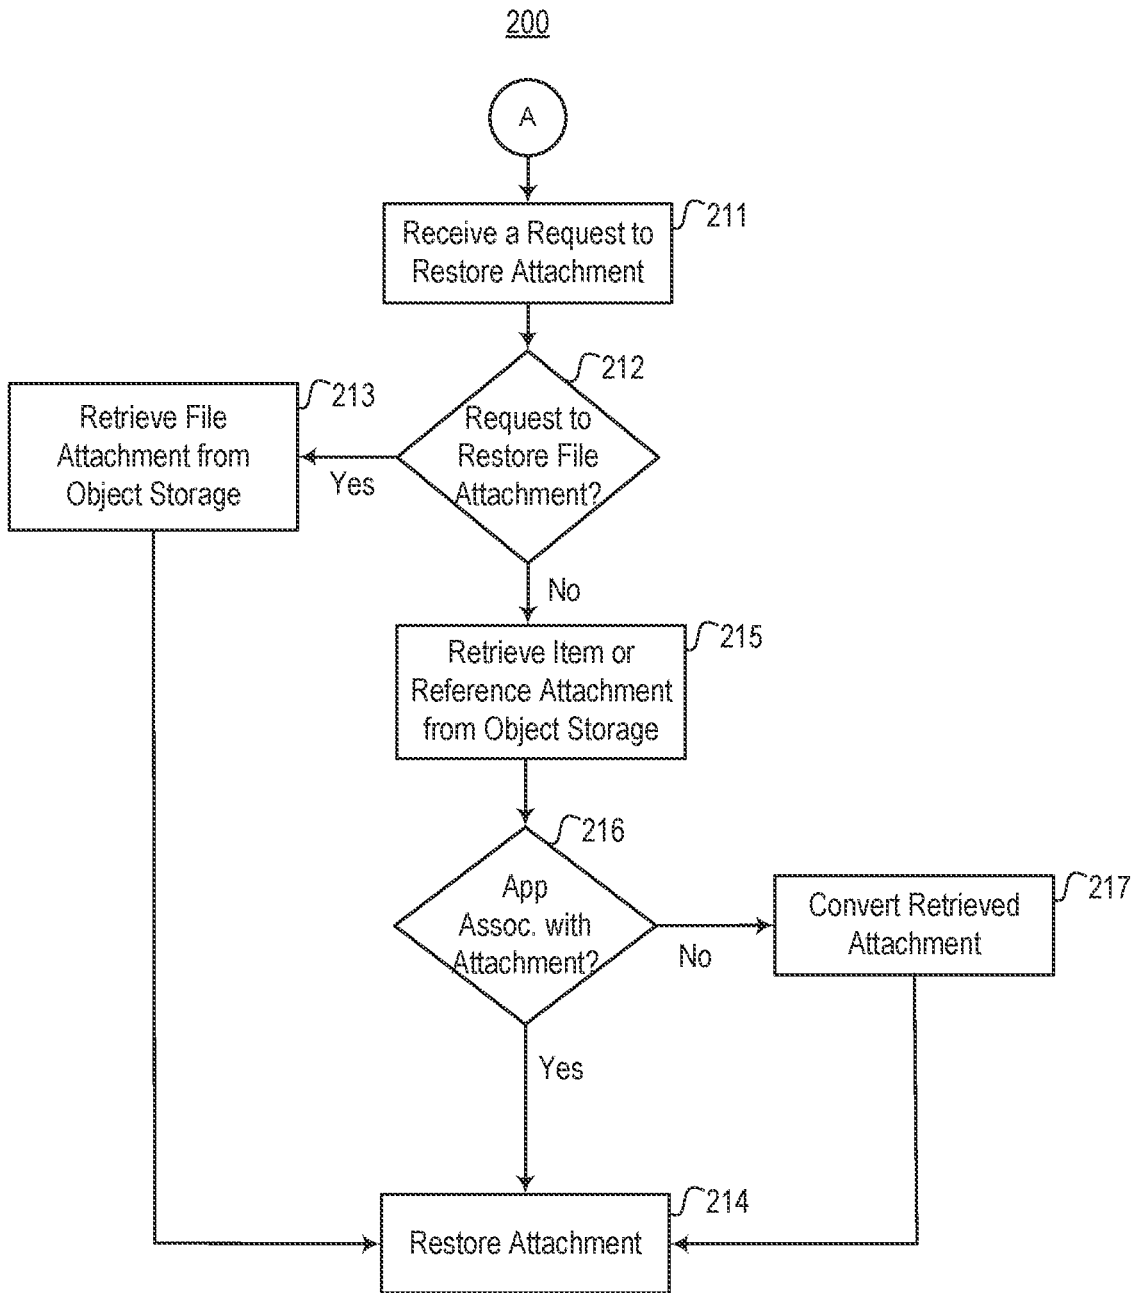 200
A
211
Receive a Request to
Restore Attachment
212
Request to
Restore File
Attachment?
213
Retrieve File
Attachment from
Object Storage
Yes
No
215
Retrieve Item or
Reference Attachment
from Object Storage
216
App
Assoc. with
Attachment?
No
217
Convert Retrieved
Attachment
Yes
214
Restore Attachment